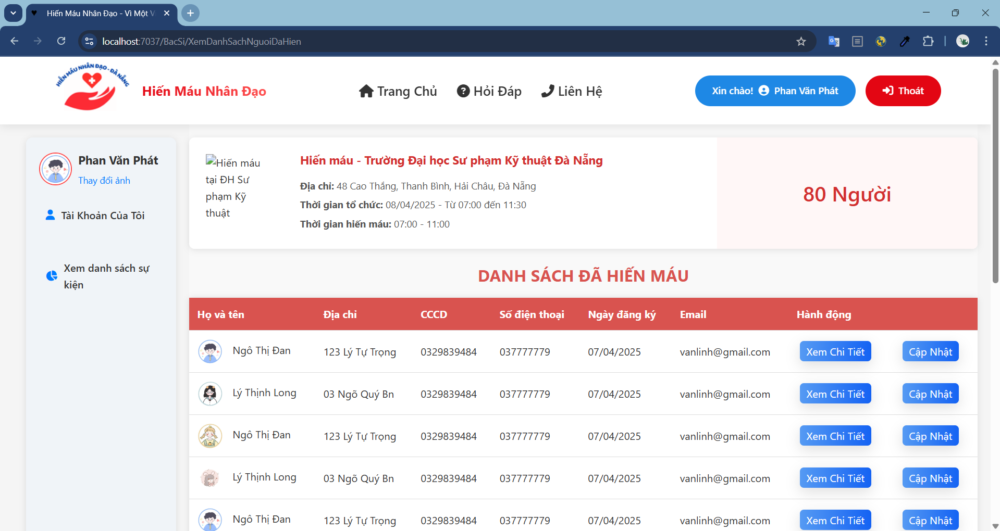 Hiến Máu Nhân Đạo - Vì Một V
localhost:7037/BacSi/XemDanhSachNguoiDaHien
HIẾN MÁU NHÂN ĐẠO - ĐÀ NẴNG
Hiến Máu Nhân Đạo
Trang Chủ
Hỏi Đáp
Liên Hệ
Xin chào! Phan Văn Phát
Thoát
Phan Văn Phát
Thay đổi ảnh
Tài Khoản Của Tôi
Xem danh sách sự
kiện
Hiến máu
tại ĐH Sư
phạm Kỹ
thuật
Hiến máu - Trường Đại học Sư phạm Kỹ thuật Đà Nẵng
Địa chỉ: 48 Cao Thắng, Thanh Bình, Hải Châu, Đà Nẵng
Thời gian tổ chức: 08/04/2025 - Từ 07:00 đến 11:30
Thời gian hiến máu: 07:00 - 11:00
80 Người
DANH SÁCH ĐÃ HIẾN MÁU
Họ và tên Địa chỉ CCCD Số điện thoại Ngày đăng ký Email Hành động
Ngô Thị Đan 123 Lý Tự Trọng 0329839484 037777779 07/04/2025 vanlinh@gmail.com Xem Chi Tiết Cập Nhật
Lý Thịnh Long 03 Ngõ Quý Bn 0329839484 037777779 07/04/2025 vanlinh@gmail.com Xem Chi Tiết Cập Nhật
Ngô Thị Đan 123 Lý Tự Trọng 0329839484 037777779 07/04/2025 vanlinh@gmail.com Xem Chi Tiết Cập Nhật
Lý Thịnh Long 03 Ngõ Quý Bn 0329839484 037777779 07/04/2025 vanlinh@gmail.com Xem Chi Tiết Cập Nhật
Ngô Thị Đan 123 Lý Tự Trọng 0329839484 037777779 07/04/2025 vanlinh@gmail.com Xem Chi Tiết Cập Nhật